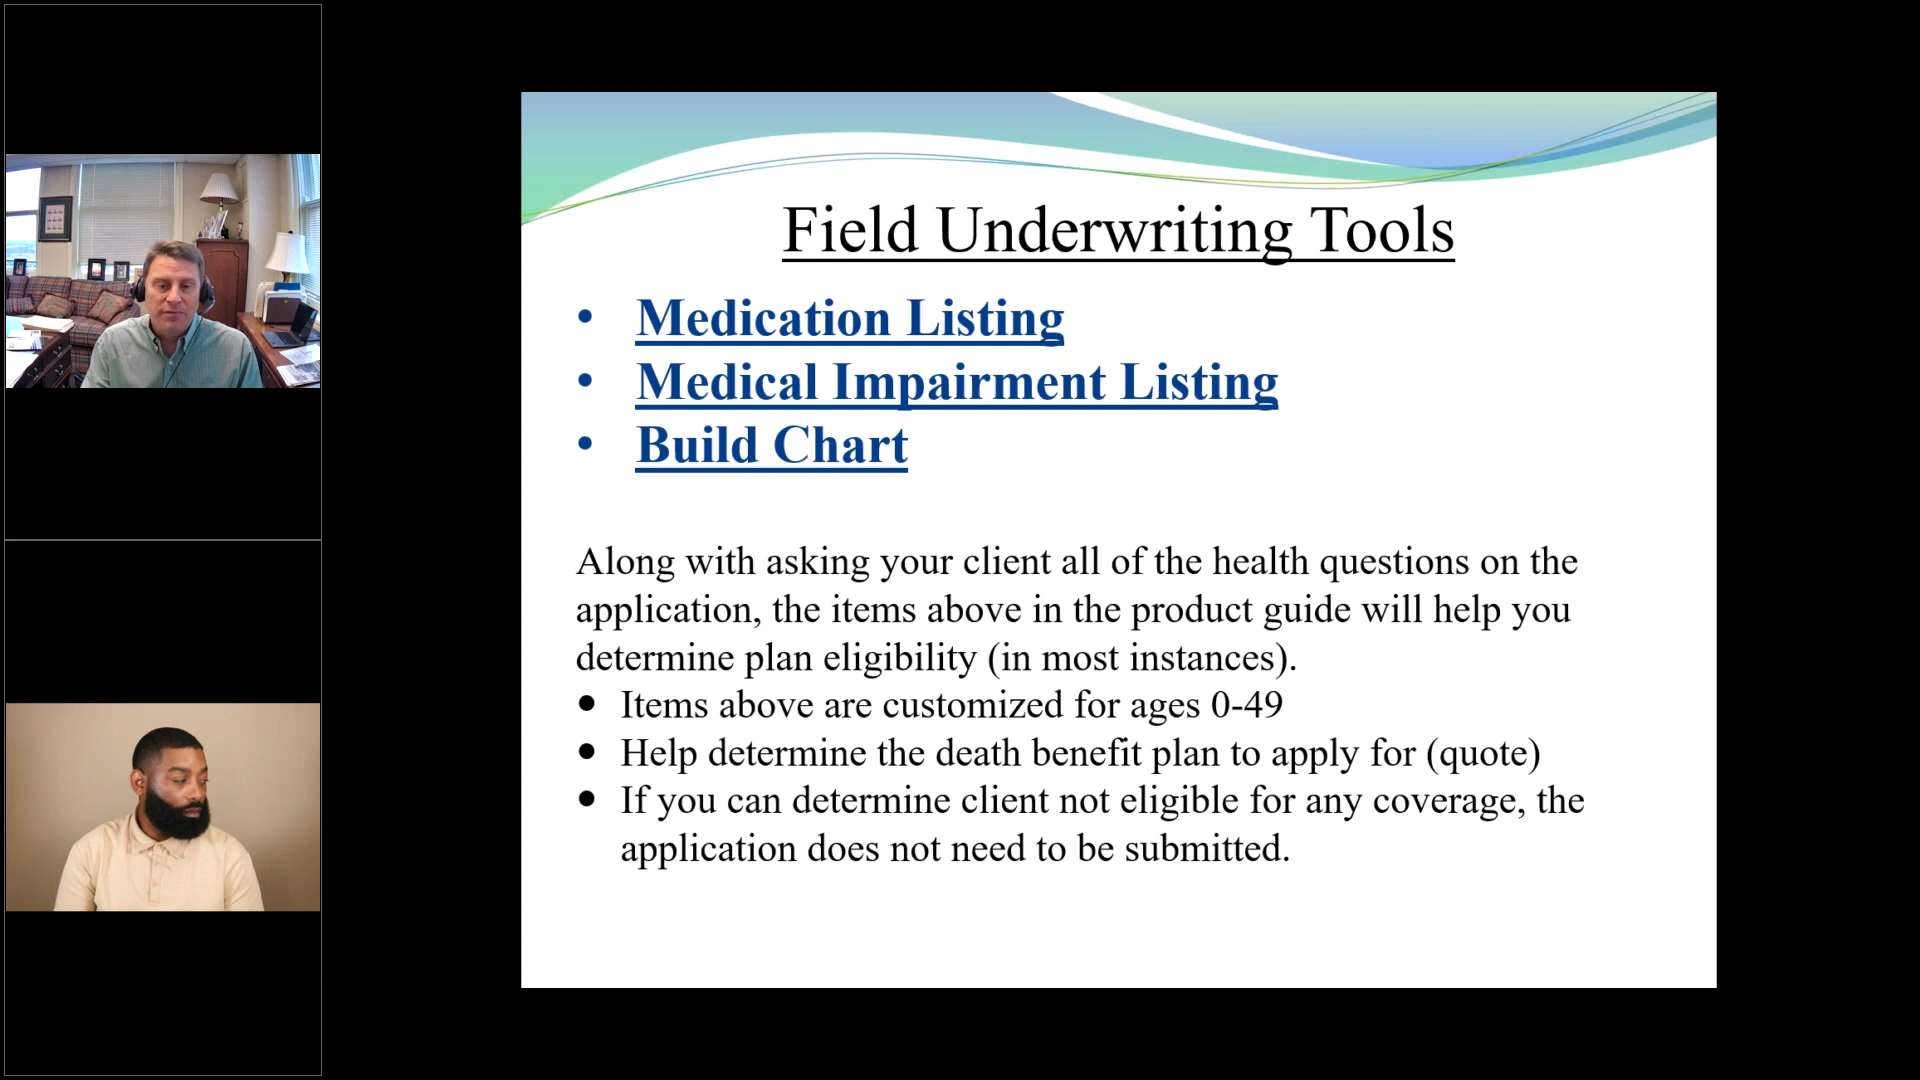 Field Underwriting Tools
• Medication Listing
• Medical Impairment Listing
• Build Chart
Along with asking your client all of the health questions on the
application, the items above in the product guide will help you
determine plan eligibility (in most instances).
● Items above are customized for ages 0-49
● Help determine the death benefit plan to apply for (quote)
● If you can determine client not eligible for any coverage, the
application does not need to be submitted.